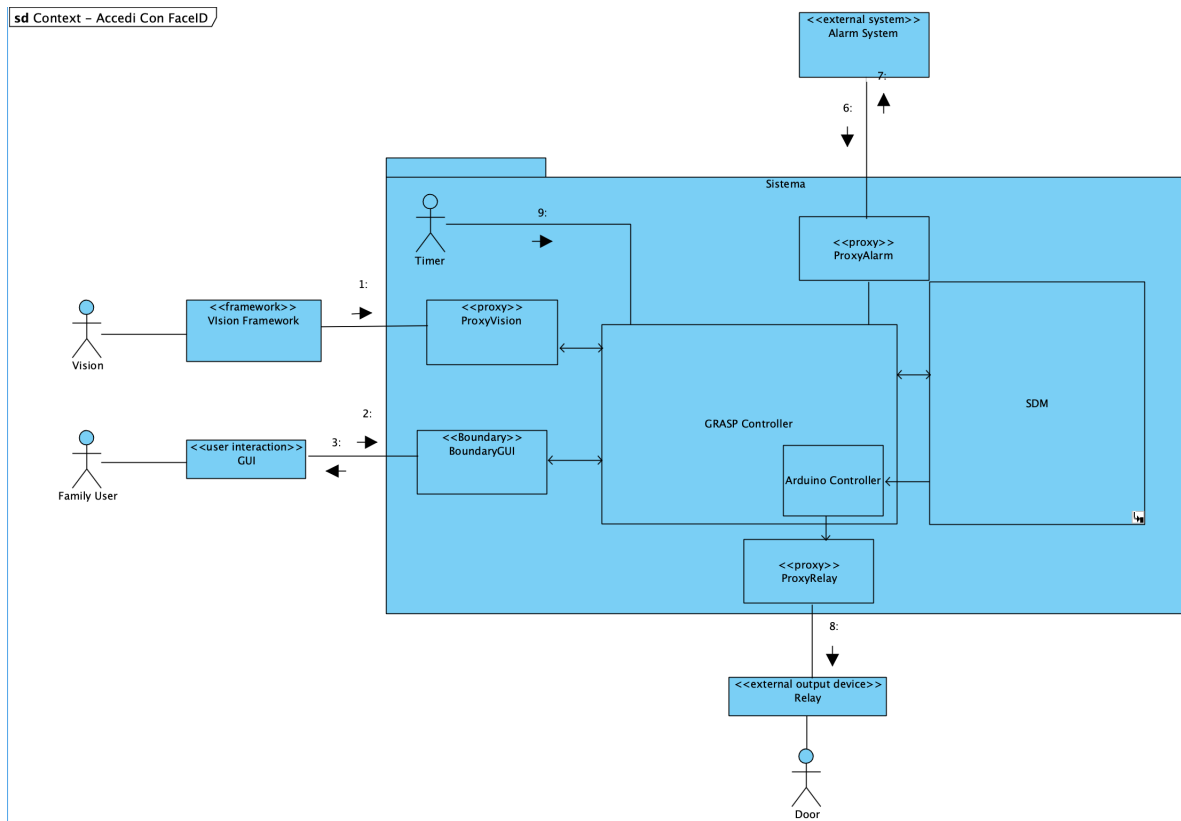 sd Context - Accedi Con FaceID
<<external system>>
Alarm System
7:
6:
Sistema
9:
Timer
<<proxy>>
ProxyAlarm
1:
<<framework>>
VIsion Framework
<<proxy>>
ProxyVision
Vision
SDM
GRASP Controller
2:
3:
<<user interaction>>
GUI
<<Boundary>>
BoundaryGUI
Family User
Arduino Controller
<<proxy>>
ProxyRelay
8:
<<external output device>>
Relay
Door